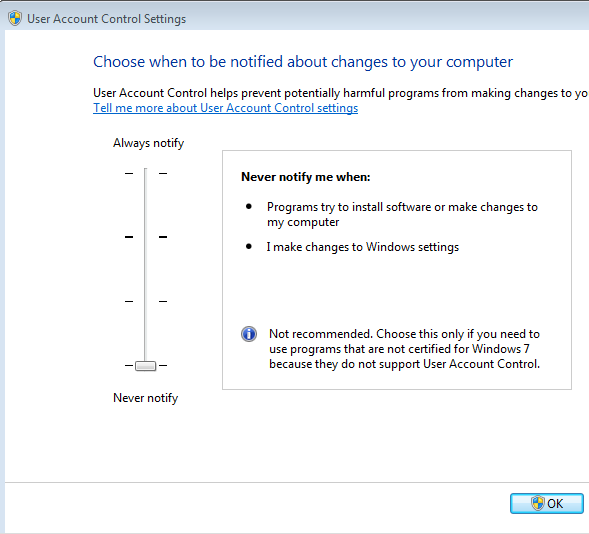 User Account Control Settings
Choose when to be notified about changes to your computer
User Account Control helps prevent potentially harmful programs from making changes to yo
Tell me more about User Account Control settings
Always notify
Never notify me when:
Programs try to install software or make changes to
my computer
I make changes to Windows settings
Not recommended. Choose this only if you need to
use programs that are not certified for Windows 7
because they do not support User Account Control.
Never notify
OK